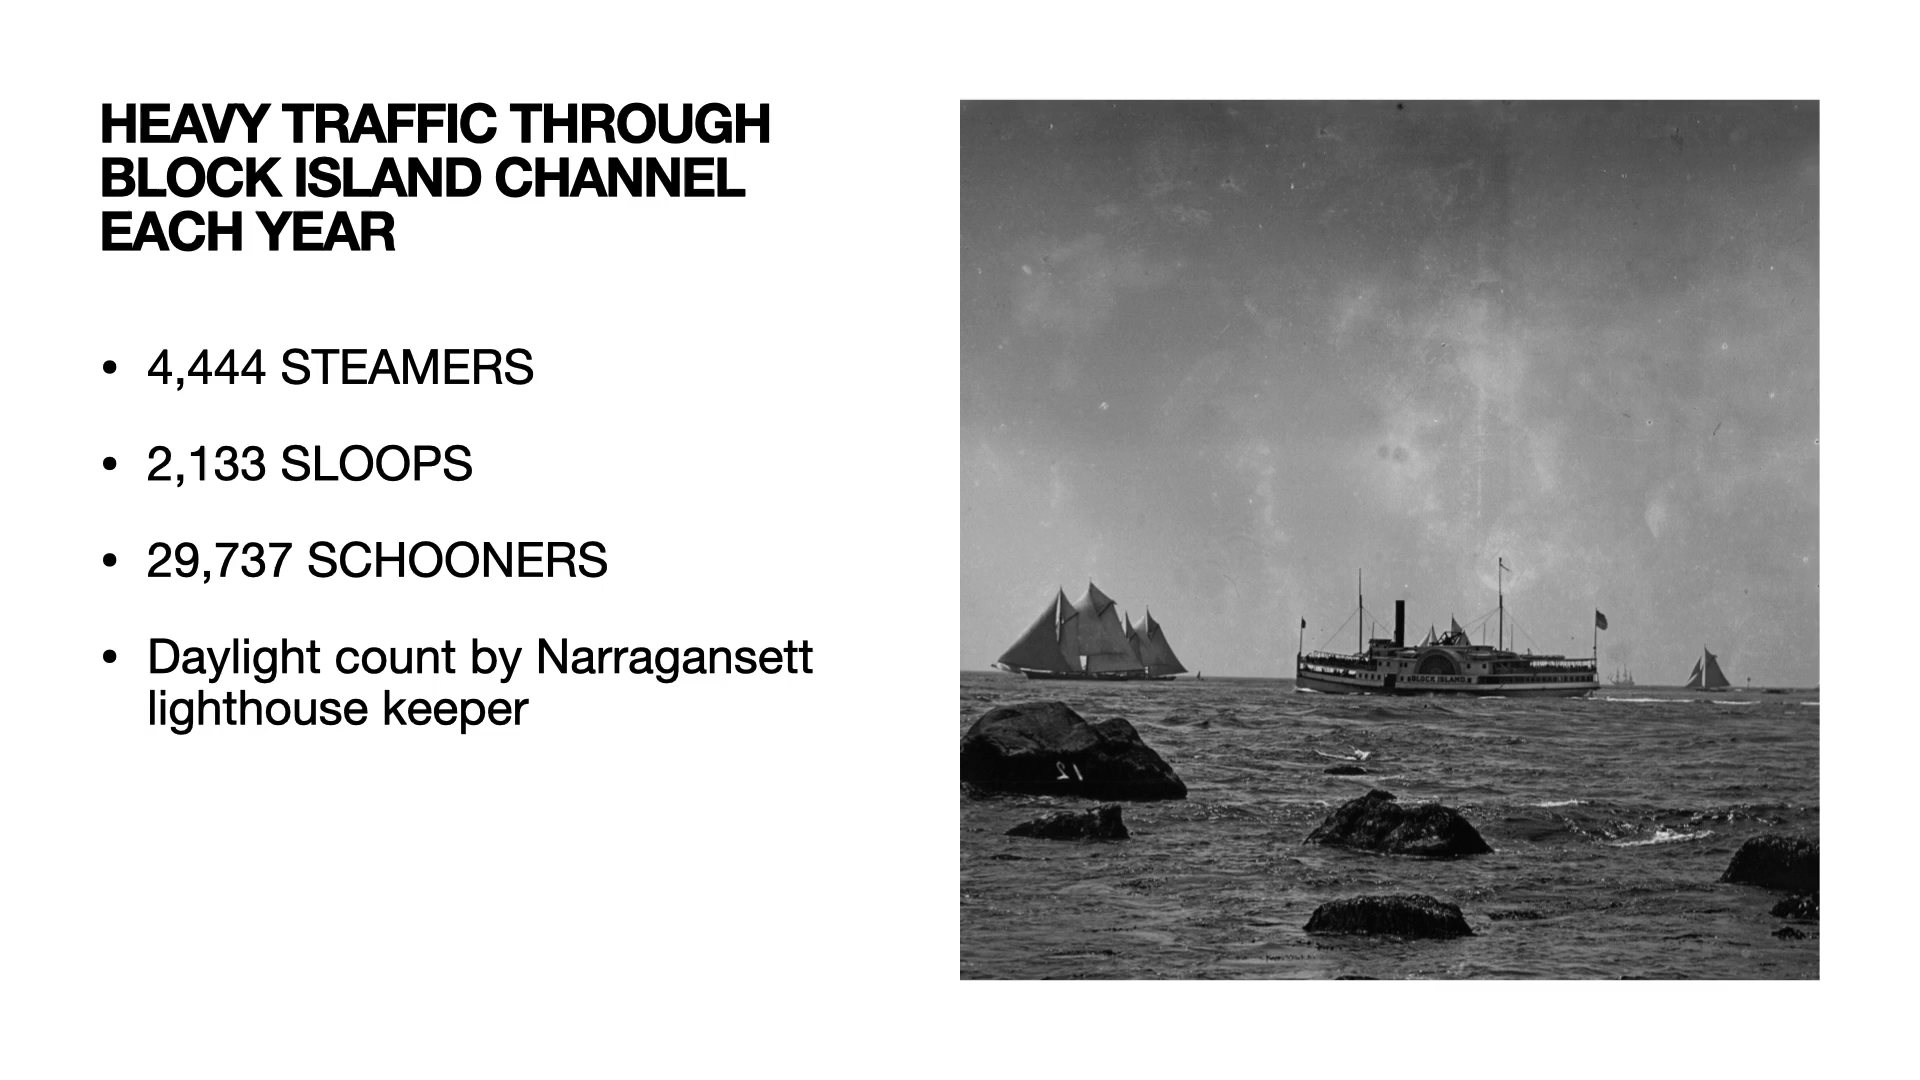 HEAVY TRAFFIC THROUGH
BLOCK ISLAND CHANNEL
EACH YEAR
• 4,444 STEAMERS
• 2,133 SLOOPS
• 29,737 SCHOONERS
• Daylight count by Narragansett
lighthouse keeper
BLOCK ISLAND
12